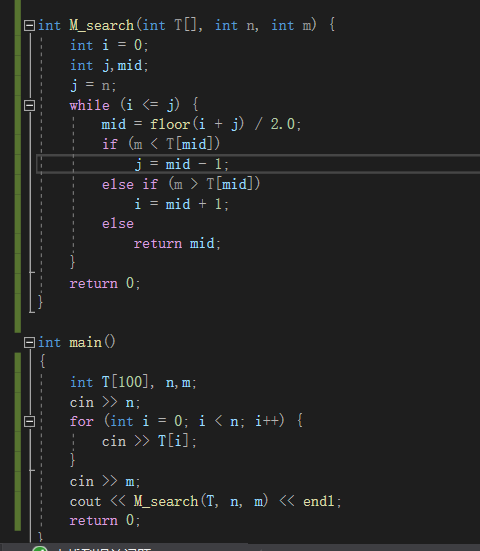 int M_search(int T[], int n, int m) {
int i = 0;
int j,mid;
j = n;
while (i <= j) {
mid = floor(i + j) / 2.0;
if (m < T[mid])
j = mid - 1;
else if (m > T[mid])
i = mid + 1;
else
return mid;
}
return 0;
}
int main()
{
int T[100], n,m;
cin >> n;
for (int i = 0; i < n; i++) {
cin >> T[i];
}
cin >> m;
cout << M_search(T, n, m) << endl;
return 0;
}